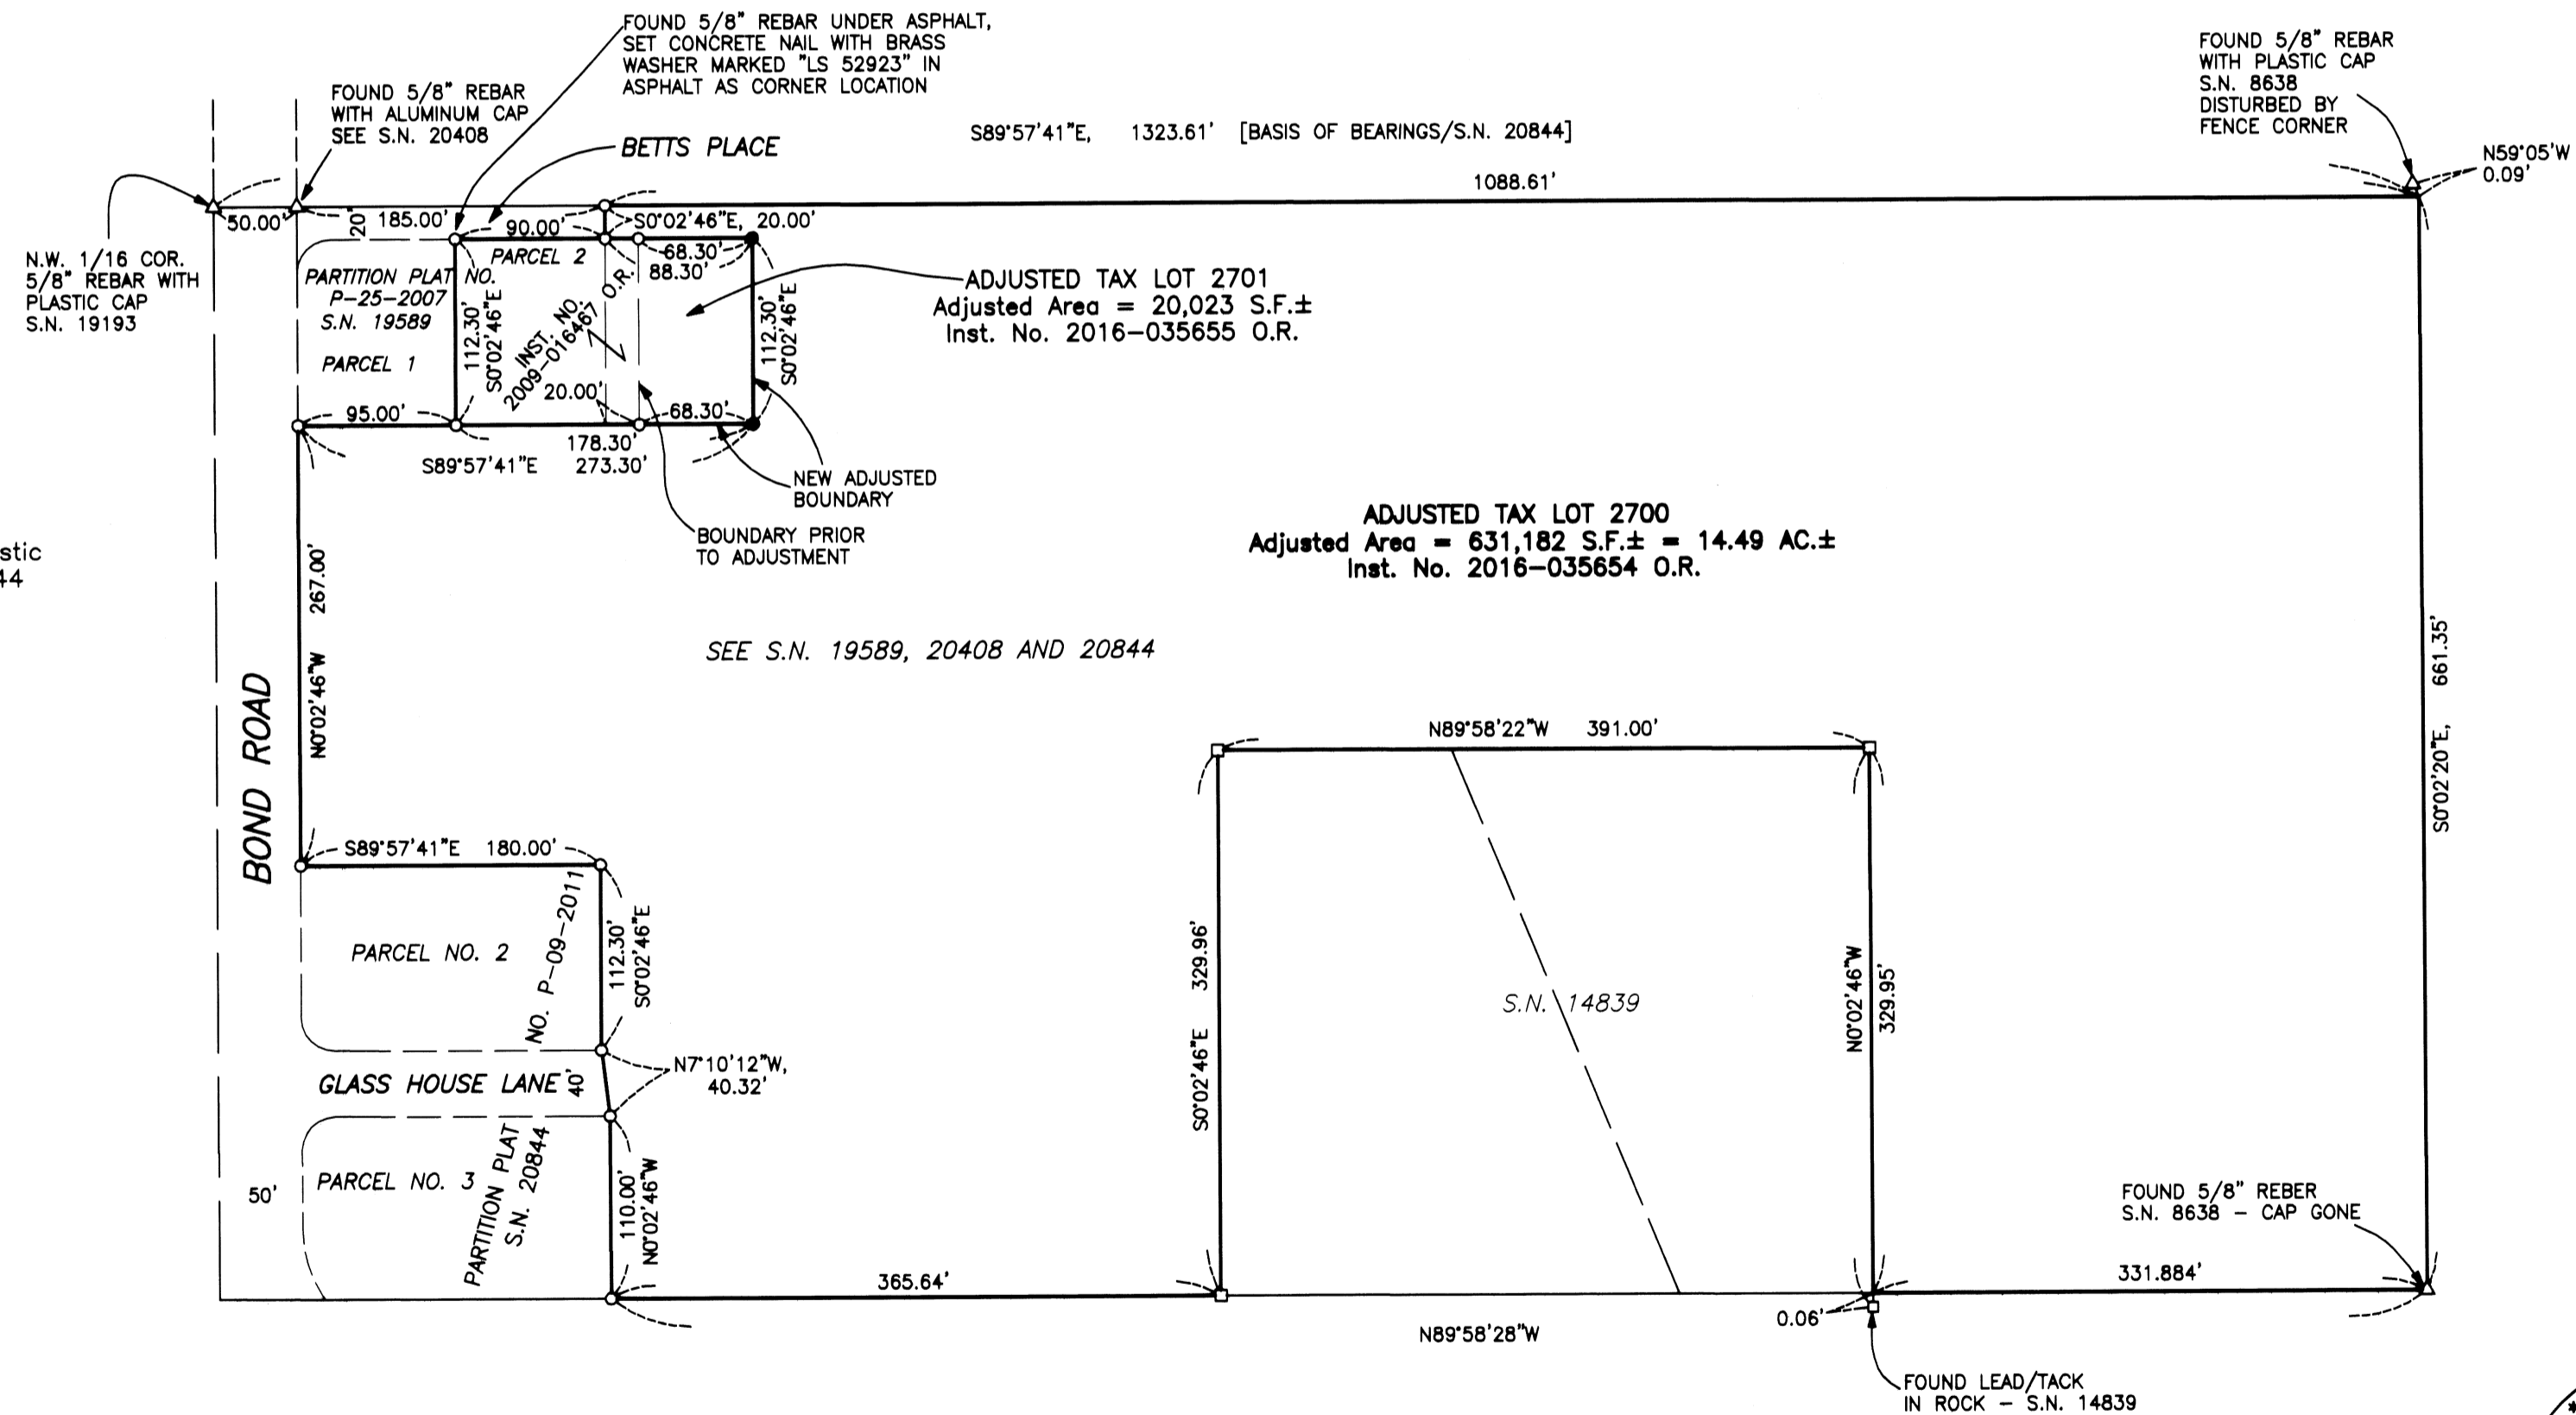 FOUND 5/8" REBAR UNDER ASPHALT,
SET CONCRETE NAIL WITH BRASS
WASHER MARKED "LS 52923" IN
ASPHALT AS CORNER LOCATION
FOUND 5/8" REBAR
WITH ALUMINUM CAP
SEE S.N. 20408
BETTS PLACE
S89°57'41"E, 1323.61' [BASIS OF BEARINGS/S.N. 20844]
FOUND 5/8" REBAR
WITH PLASTIC CAP
S.N. 8638
DISTURBED BY
FENCE CORNER
N59°05'W
0.09'
1088.61'
50.00'
20'
185.00'
90.00'
S0°02'46"E, 20.00'
68.30'
88.30'
N.W. 1/16 COR.
5/8" REBAR WITH
PLASTIC CAP
S.N. 19193
PARTITION PLAT NO.
P-25-2007
S.N. 19589
PARCEL 1
PARCEL 2
112.30'
S0°02'46"E
INST. NO.
2009-016467 O.R.
20.00'
112.30'
S0°02'46"E
ADJUSTED TAX LOT 2701
Adjusted Area = 20,023 S.F.±
Inst. No. 2016-035655 O.R.
95.00'
68.30'
178.30'
S89°57'41"E 273.30'
NEW ADJUSTED
BOUNDARY
BOUNDARY PRIOR
TO ADJUSTMENT
ADJUSTED TAX LOT 2700
Adjusted Area = 631,182 S.F.± = 14.49 AC.±
Inst. No. 2016-035654 O.R.
stic
44
N0°02'46"W 267.00'
SEE S.N. 19589, 20408 AND 20844
S0°02'20"E, 661.35'
BOND ROAD
N89°58'22"W 391.00'
S89°57'41"E 180.00'
PARCEL NO. 2
NO. P-09-2011
112.30'
S0°02'46"E
S0°02'46"E 329.96'
S.N. 14839
N0°02'46"W
329.95'
GLASS HOUSE LANE
40'
N7°10'12"W,
40.32'
PARCEL NO. 3
PARTITION PLAT
S.N. 20844
50'
110.00'
N0°02'46"W
FOUND 5/8" REBER
S.N. 8638 - CAP GONE
365.64'
331.884'
0.06'
N89°58'28"W
FOUND LEAD/TACK
IN ROCK - S.N. 14839